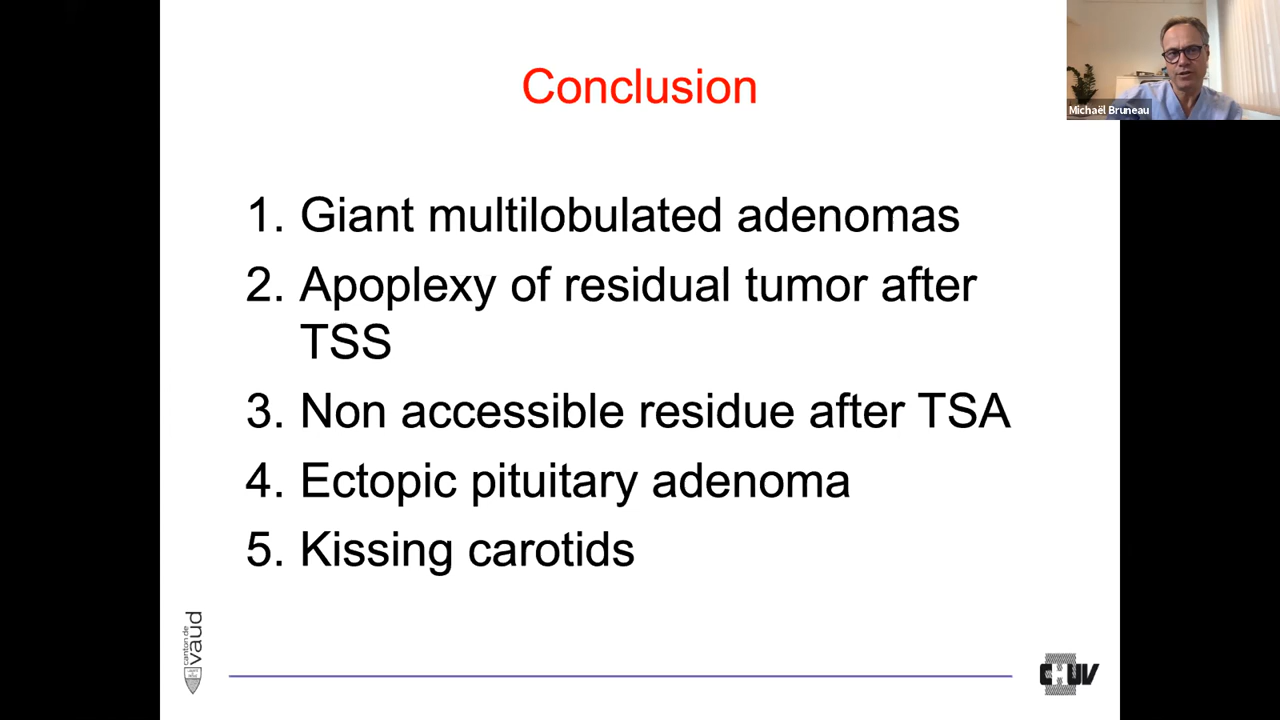 Conclusion
Michaël Bruneau
1. Giant multilobulated adenomas
2. Apoplexy of residual tumor after
TSS
3. Non accessible residue after TSA
4. Ectopic pituitary adenoma
5. Kissing carotids
canton de
vaud
CHUV